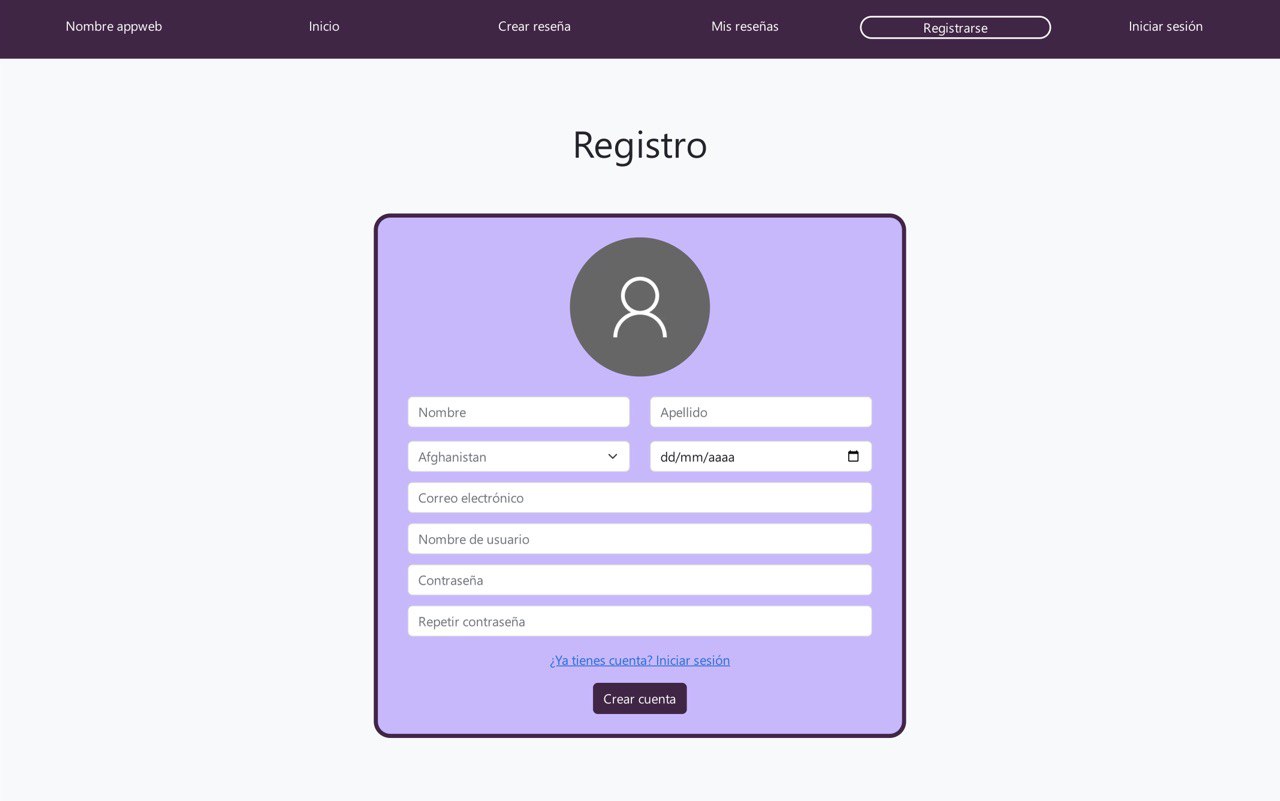 Nombre appweb Inicio Crear reseña Mis reseñas Registrarse Iniciar sesión
Registro
Nombre Apellido
Afghanistan dd/mm/aaaa
Correo electrónico
Nombre de usuario
Contraseña
Repetir contraseña
¿Ya tienes cuenta? Iniciar sesión
Crear cuenta